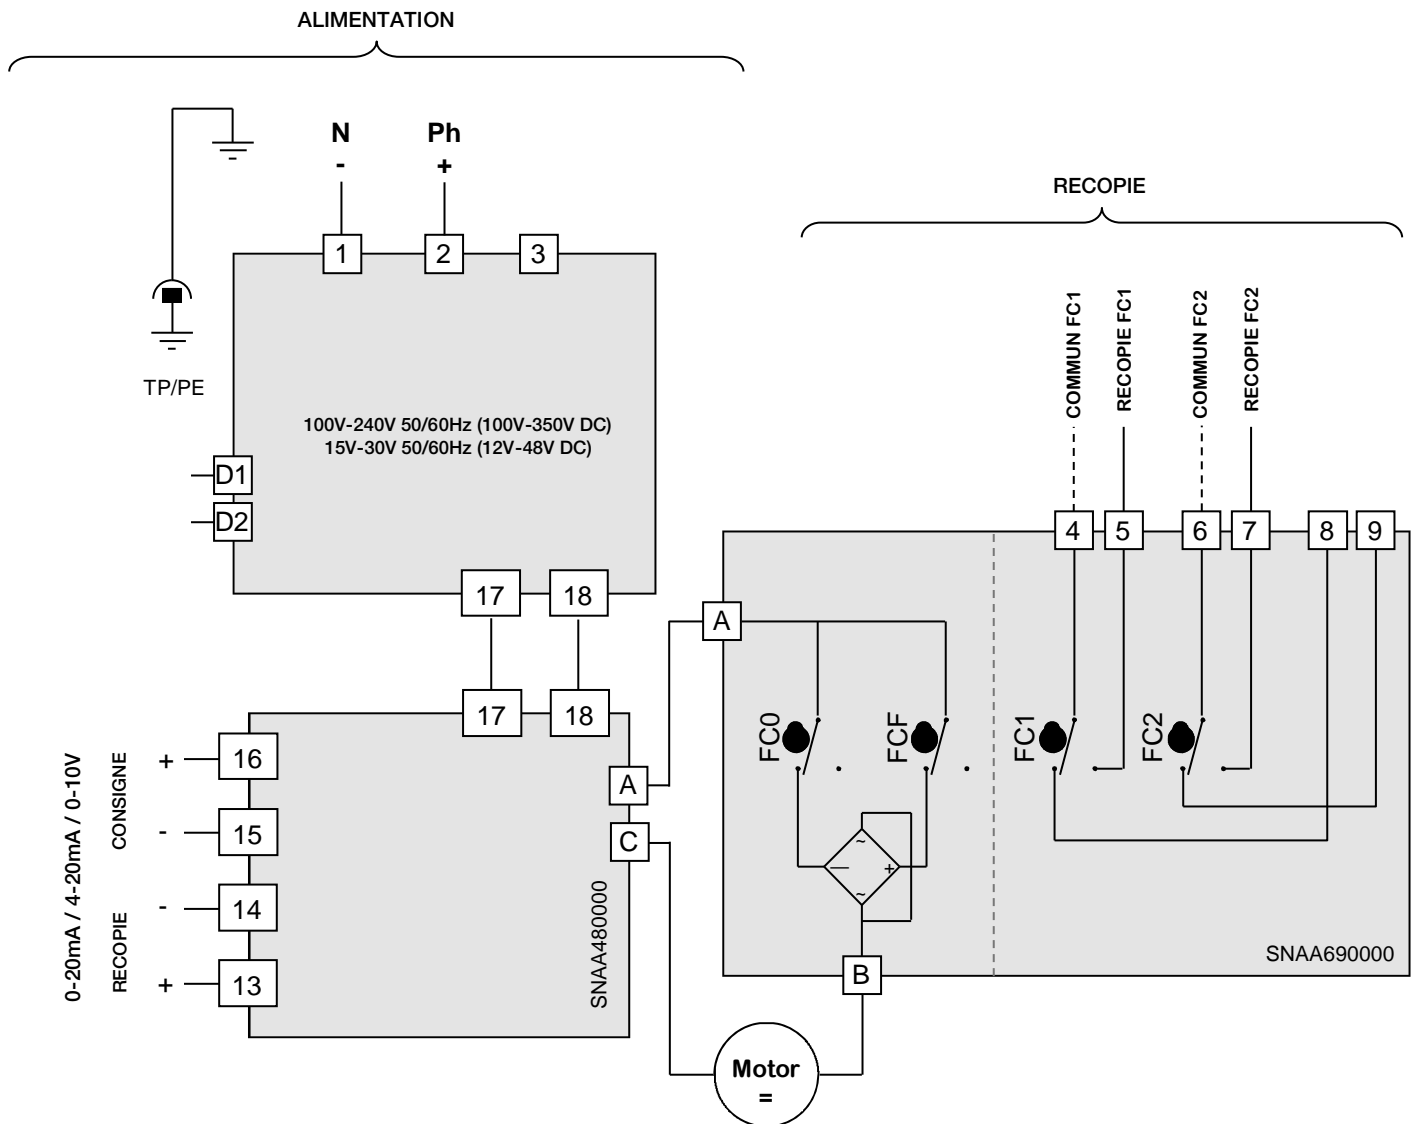 ALIMENTATION
N
-
Ph
+
1
2
3
TP/PE
100V-240V 50/60Hz (100V-350V DC)
15V-30V 50/60Hz (12V-48V DC)
D1
D2
17
18
17
18
0-20mA / 4-20mA / 0-10V
CONSIGNE
RECOPIE
+
16
-
15
-
14
+
13
A
C
SNAA480000
RECOPIE
COMMUN FC1
RECOPIE FC1
COMMUN FC2
RECOPIE FC2
4
5
6
7
8
9
A
FC0
FCF
FC1
FC2
~
—
+
~
SNAA690000
B
Motor
=